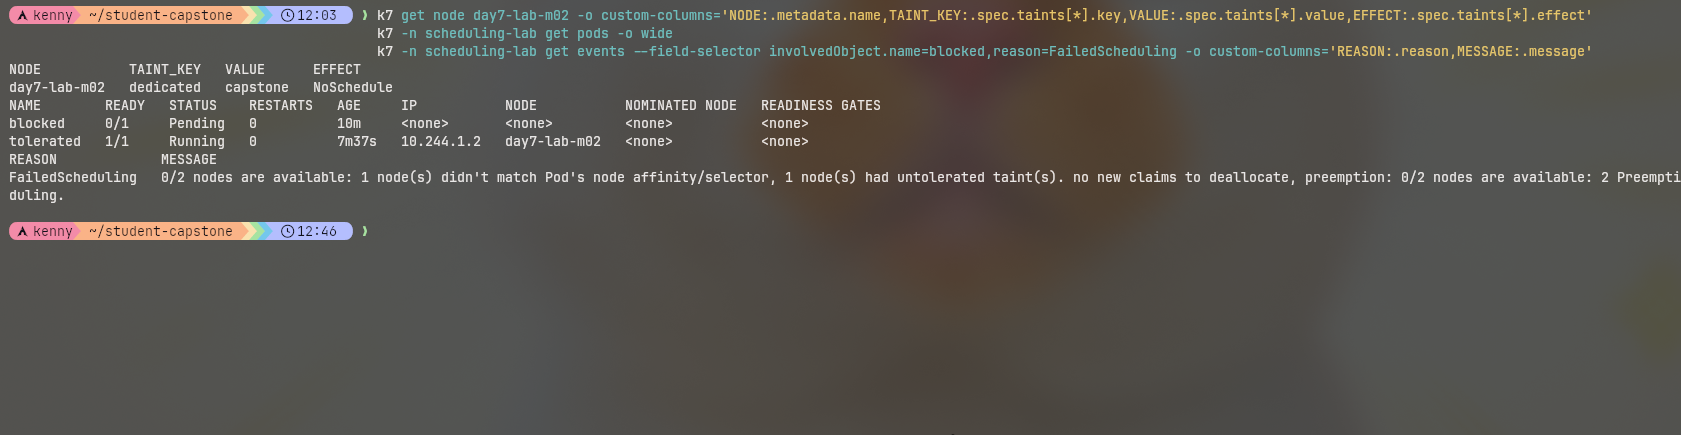 kenny ~/student-capstone 12:03 ❯ k7 get node day7-lab-m02 -o custom-columns='NODE:.metadata.name,TAINT_KEY:.spec.taints[*].key,VALUE:.spec.taints[*].value,EFFECT:.spec.taints[*].effect'
k7 -n scheduling-lab get pods -o wide
k7 -n scheduling-lab get events --field-selector involvedObject.name=blocked,reason=FailedScheduling -o custom-columns='REASON:.reason,MESSAGE:.message'
NODE TAINT_KEY VALUE EFFECT
day7-lab-m02 dedicated capstone NoSchedule
NAME READY STATUS RESTARTS AGE IP NODE NOMINATED NODE READINESS GATES
blocked 0/1 Pending 0 10m <none> <none> <none> <none>
tolerated 1/1 Running 0 7m37s 10.244.1.2 day7-lab-m02 <none> <none>
REASON MESSAGE
FailedScheduling 0/2 nodes are available: 1 node(s) didn't match Pod's node affinity/selector, 1 node(s) had untolerated taint(s). no new claims to deallocate, preemption: 0/2 nodes are available: 2 Preempti
duling.
kenny ~/student-capstone 12:46 ❯